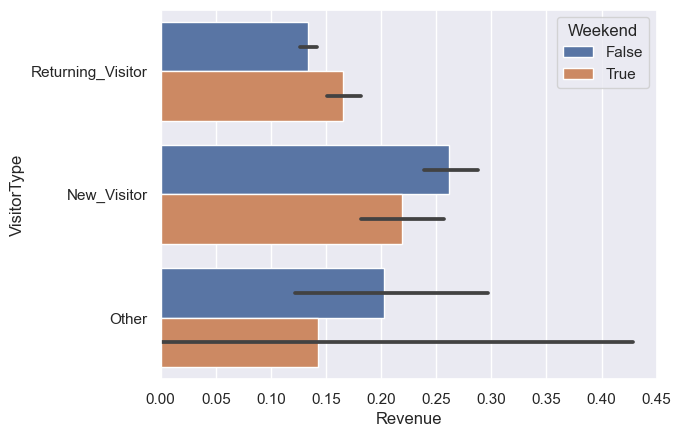 Weekend
False
True
Returning_Visitor
New_Visitor
Other
VisitorType
0.00 0.05 0.10 0.15 0.20 0.25 0.30 0.35 0.40 0.45
Revenue